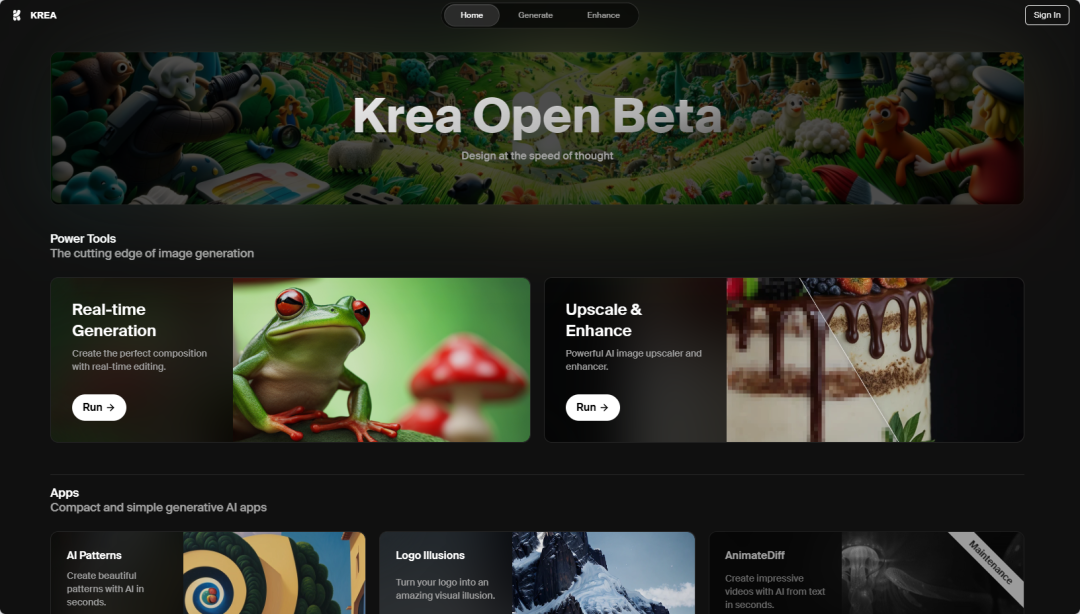 KREA
Home
Generate
Enhance
Sign In
Krea Open Beta
Design at the speed of thought
Power Tools
The cutting edge of image generation
Real-time
Generation
Create the perfect composition
with real-time editing.
Run →
Upscale &
Enhance
Powerful AI image upscaler and
enhancer.
Run →
Apps
Compact and simple generative AI apps
AI Patterns
Create beautiful
patterns with AI in
seconds.
Logo Illusions
Turn your logo into an
amazing visual illusion.
AnimateDiff
Create impressive
videos with AI from text
in seconds.
Maintenance